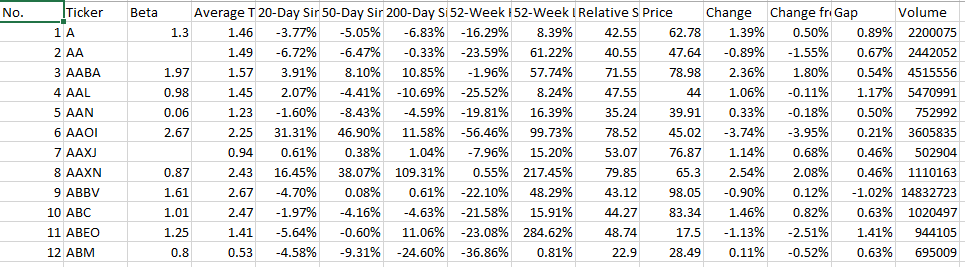 No. Ticker Beta Average T 20-Day Sir 50-Day Sir 200-Day Si 52-Week H 52-Week L Relative S Price Change Change fr Gap Volume
1 A 1.3 1.46 -3.77% -5.05% -6.83% -16.29% 8.39% 42.55 62.78 1.39% 0.50% 0.89% 2200075
2 AA 1.49 -6.72% -6.47% -0.33% -23.59% 61.22% 40.55 47.64 -0.89% -1.55% 0.67% 2442052
3 AABA 1.97 1.57 3.91% 8.10% 10.85% -1.96% 57.74% 71.55 78.98 2.36% 1.80% 0.54% 4515556
4 AAL 0.98 1.45 2.07% -4.41% -10.69% -25.52% 8.24% 47.55 44 1.06% -0.11% 1.17% 5470991
5 AAN 0.06 1.23 -1.60% -8.43% -4.59% -19.81% 16.39% 35.24 39.91 0.33% -0.18% 0.50% 752992
6 AAOI 2.67 2.25 31.31% 46.90% 11.58% -56.46% 99.73% 78.52 45.02 -3.74% -3.95% 0.21% 3605835
7 AAXJ 0.94 0.61% 0.38% 1.04% -7.96% 15.20% 53.07 76.87 1.14% 0.68% 0.46% 502904
8 AAXN 0.87 2.43 16.45% 38.07% 109.31% 0.55% 217.45% 79.85 65.3 2.54% 2.08% 0.46% 1110163
9 ABBV 1.61 2.67 -4.70% 0.08% 0.61% -22.10% 48.29% 43.12 98.05 -0.90% 0.12% -1.02% 14832723
10 ABC 1.01 2.47 -1.97% -4.16% -4.63% -21.58% 15.91% 44.27 83.34 1.46% 0.82% 0.63% 1020497
11 ABEO 1.25 1.41 -5.64% -0.60% 11.06% -23.08% 284.62% 48.74 17.5 -1.13% -2.51% 1.41% 944105
12 ABM 0.8 0.53 -4.58% -9.31% -24.60% -36.86% 0.81% 22.9 28.49 0.11% -0.52% 0.63% 695009